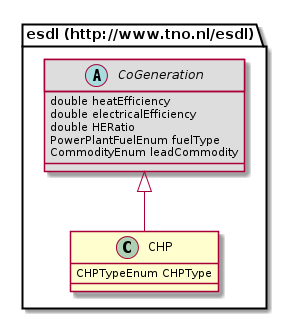 esdl (http://www.tno.nl/esdl)
A CoGeneration
double heatEfficiency
double electricalEfficiency
double HERatio
PowerPlantFuelEnum fuelType
CommodityEnum leadCommodity
C CHP
CHPTypeEnum CHPType